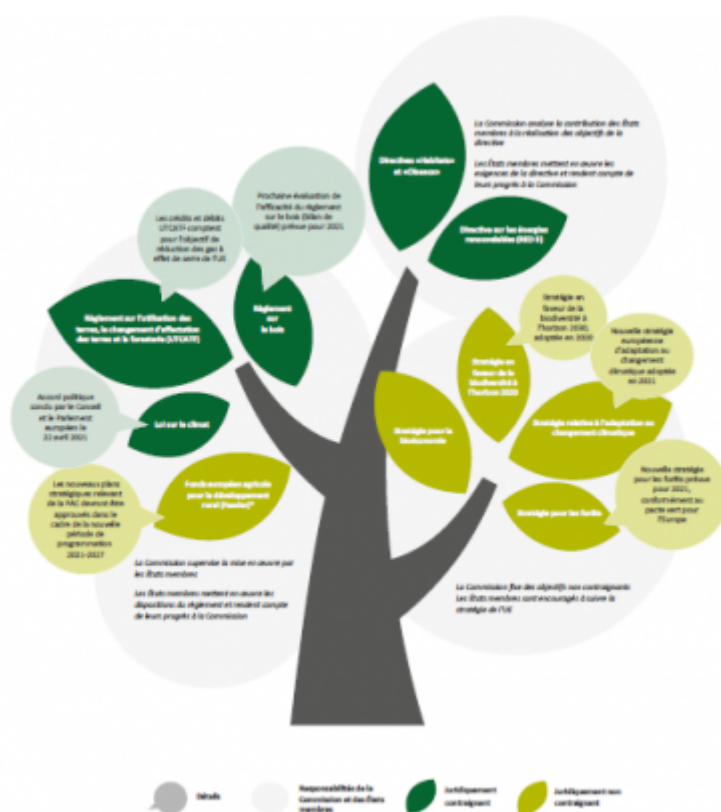 La Commission analyse la contribution des États
membres à la réalisation des objectifs de la
directive
Les États membres mettent en œuvre les
exigences de la directive et rendent compte de
leurs progrès à la Commission
Directives «Habitats»
et «Oiseaux»
Directive sur les énergies
renouvelables (RED II)
Prochaine évaluation de
l'efficacité du règlement
sur le bois (bilan de
qualité) prévue pour 2021
Les crédits et débits
UTCATF comptent
pour l'objectif de
réduction des gaz à
effet de serre de l'UE
Règlement sur l'utilisation des
terres, le changement d'affectation
des terres et la foresterie (UTCATF)
Règlement
sur
le bois
Accord politique
conclu par le Conseil
et le Parlement
européens le
21 avril 2021
Loi sur le climat
Les nouveaux plans
stratégiques relevant
de la PAC devront être
approuvés dans le
cadre de la nouvelle
période de
programmation
2021-2027
Fonds européen agricole
pour le développement
rural (Feader)*
La Commission supervise la mise en œuvre par
les États membres
Les États membres mettent en œuvre les
dispositions du règlement et rendent compte
de leurs progrès à la Commission
Stratégie en
faveur de la
biodiversité à
l'horizon 2030,
adoptée en 2020
Stratégie en
faveur de la
biodiversité à
l'horizon 2020
Nouvelle stratégie
européenne
d'adaptation au
changement
climatique adoptée
en 2021
Stratégie pour la
bioéconomie
Stratégie relative à l'adaptation au
changement climatique
Stratégie pour les forêts
Nouvelle stratégie
pour les forêts prévue
pour 2021,
conformément au
pacte vert pour
l'Europe
La Commission fixe des objectifs non contraignants
Les États membres sont encouragés à suivre la
stratégie de l'UE
Détails
Responsabilités de la
Commission et des États
membres
Juridiquement
contraignant
Juridiquement non
contraignant